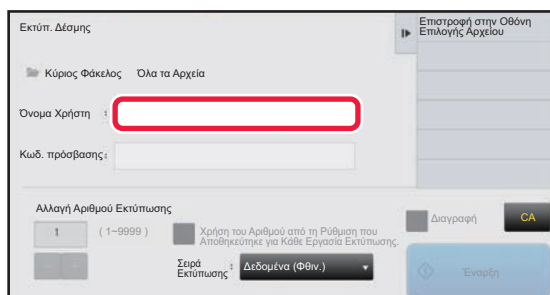 Εκτύπ. Δέσμης
Επιστροφή στην Οθόνη
Επιλογής Αρχείου
Κύριος Φάκελος Όλα τα Αρχεία
Όνομα Χρήστη :
Κωδ. πρόσβασης:
Αλλαγή Αριθμού Εκτύπωσης
1 (1~9999)
Χρήση του Αριθμού από τη Ρύθμιση που
Αποθηκεύτηκε για Κάθε Εργασία Εκτύπωσης.
Διαγραφή
CA
Σειρά
Εκτύπωσης :
Δεδομένα (Φθιν.)
Έναρξη